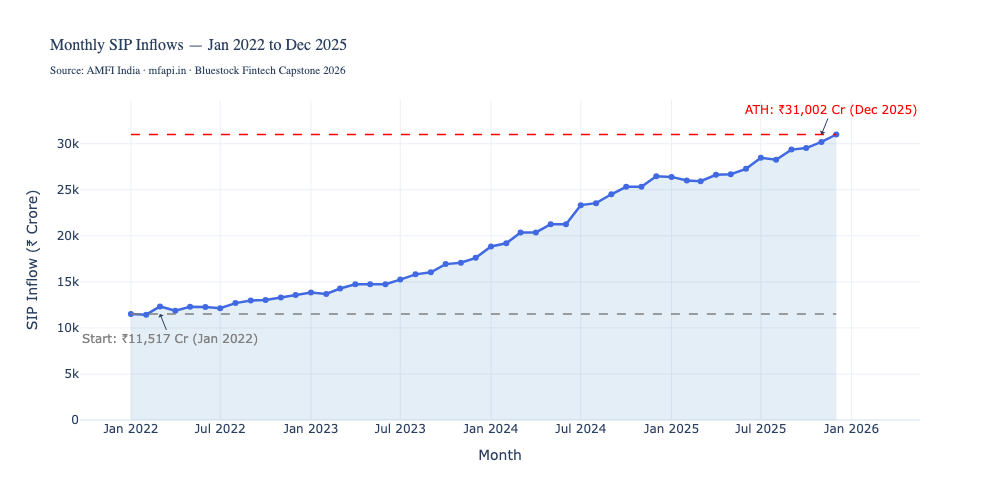 Monthly SIP Inflows — Jan 2022 to Dec 2025
Source: AMFI India · mfapi.in · Bluestock Fintech Capstone 2026
ATH: ₹31,002 Cr (Dec 2025)
30k
25k
20k
15k
10k
5k
0
SIP Inflow (₹ Crore)
Start: ₹11,517 Cr (Jan 2022)
Jan 2022 Jul 2022 Jan 2023 Jul 2023 Jan 2024 Jul 2024 Jan 2025 Jul 2025 Jan 2026
Month